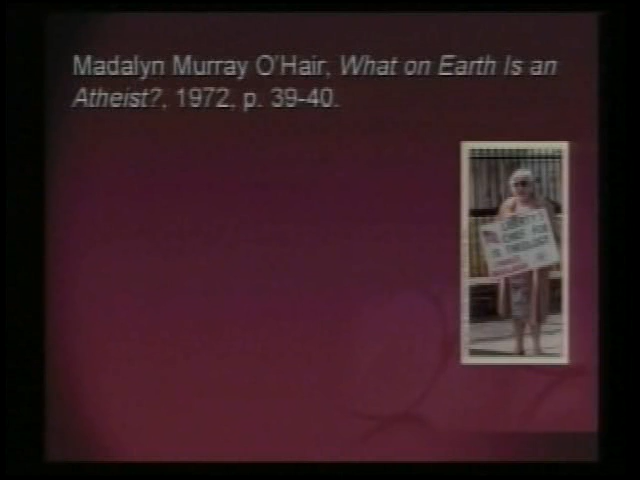 Madalyn Murray O'Hair, What on Earth Is an
Atheist?, 1972, p. 39-40.